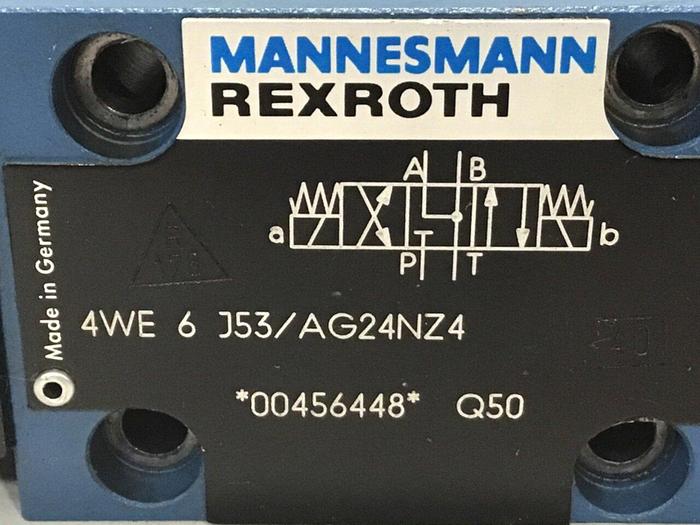 MANNESMANN
REXROTH
A B
a b
P T
Made in Germany
4WE 6 J53/AG24NZ4
*00456448* Q50